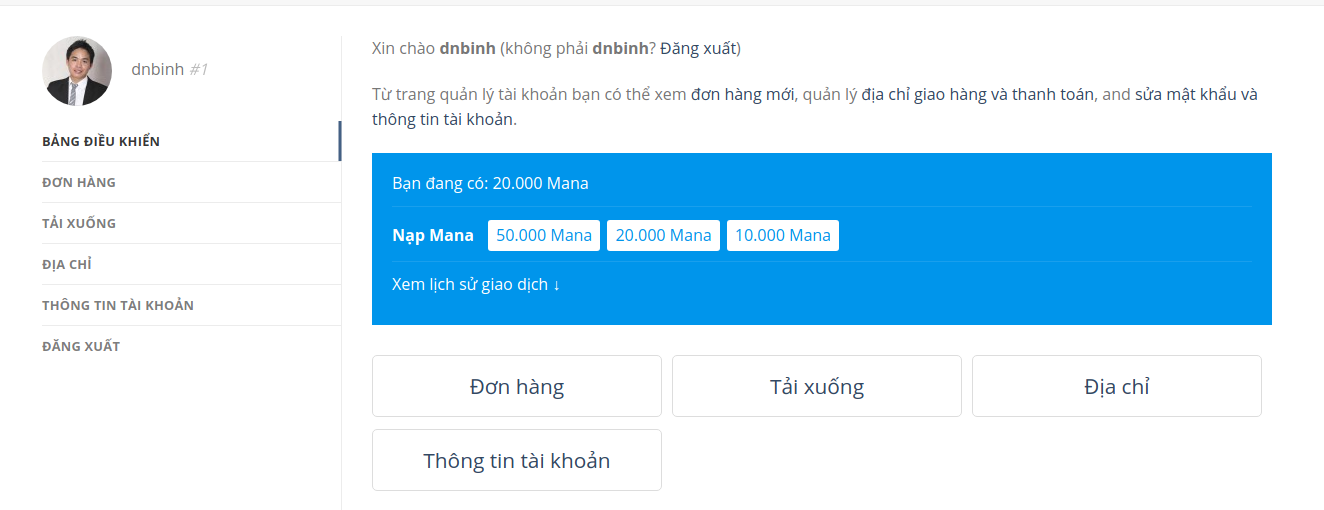 dnbinh #1
BẢNG ĐIỀU KHIỂN
ĐƠN HÀNG
TẢI XUỐNG
ĐỊA CHỈ
THÔNG TIN TÀI KHOẢN
ĐĂNG XUẤT
Xin chào dnbinh (không phải dnbinh? Đăng xuất)
Từ trang quản lý tài khoản bạn có thể xem đơn hàng mới, quản lý địa chỉ giao hàng và thanh toán, and sửa mật khẩu và
thông tin tài khoản.
Bạn đang có: 20.000 Mana
Nạp Mana 50.000 Mana 20.000 Mana 10.000 Mana
Xem lịch sử giao dịch ↓
Đơn hàng Tải xuống Địa chỉ
Thông tin tài khoản